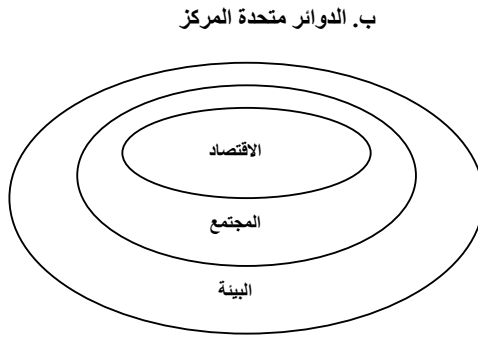 ب. الدوائر متحدة المركز
الاقتصاد
المجتمع
البيئة